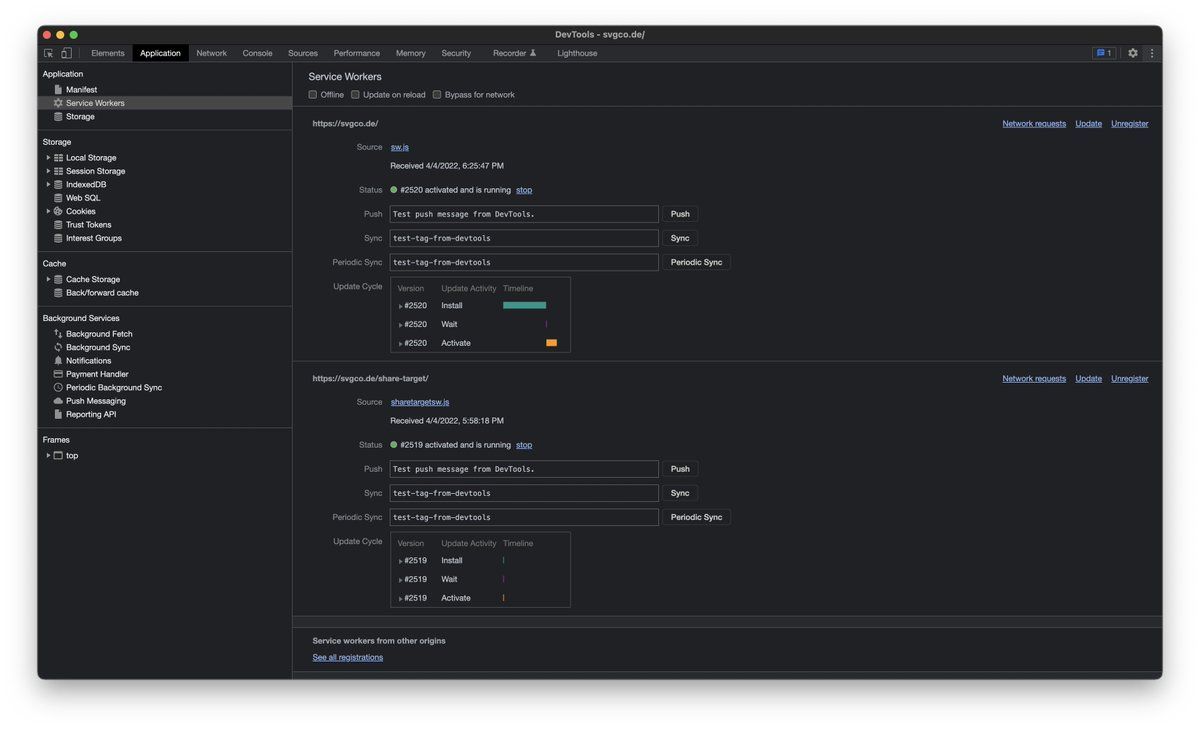 DevTools - svgco.de/
Elements Application Network Console Sources Performance Memory Security Recorder Lighthouse 1
Application
Manifest
Service Workers
Storage
Storage
Local Storage
Session Storage
IndexedDB
Web SQL
Cookies
Trust Tokens
Interest Groups
Cache
Cache Storage
Back/forward cache
Background Services
Background Fetch
Background Sync
Notifications
Payment Handler
Periodic Background Sync
Push Messaging
Reporting API
Frames
top
Service Workers
Offline Update on reload Bypass for network
https://svgco.de/ Network requests Update Unregister
Source sw.js
Received 4/4/2022, 6:25:47 PM
Status #2520 activated and is running stop
Push Test push message from DevTools. Push
Sync test-tag-from-devtools Sync
Periodic Sync test-tag-from-devtools Periodic Sync
Update Cycle Version Update Activity Timeline
#2520 Install
#2520 Wait
#2520 Activate
https://svgco.de/share-target/ Network requests Update Unregister
Source sharetargetsw.js
Received 4/4/2022, 5:58:18 PM
Status #2519 activated and is running stop
Push Test push message from DevTools. Push
Sync test-tag-from-devtools Sync
Periodic Sync test-tag-from-devtools Periodic Sync
Update Cycle Version Update Activity Timeline
#2519 Install
#2519 Wait
#2519 Activate
Service workers from other origins
See all registrations